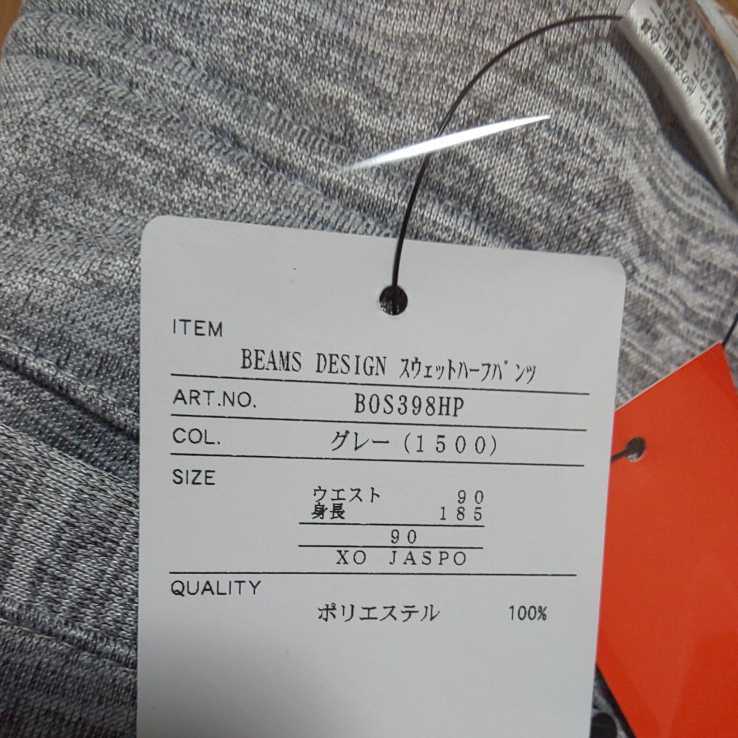 ITEM
BEAMS DESIGN スウェットハーフパンツ
ART.NO. BOS398HP
COL. グレー(1500)
SIZE
ウエスト 90
身長 185
90
XO JASPO
QUALITY
ポリエステル 100%